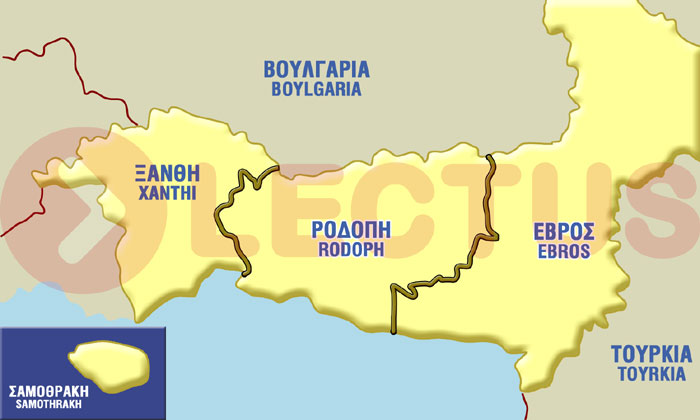 ΒΟΥΛΓΑΡΙΑ
BOYLGARIA
ΞΑΝΘΗ
XANTHI
ΡΟΔΟΠΗ
RODOPH
ΕΒΡΟΣ
EBROS
LECTUS
ΤΟΥΡΚΙΑ
TOYRKIA
ΣΑΜΟΘΡΑΚΗ
SAMOTHRAKH